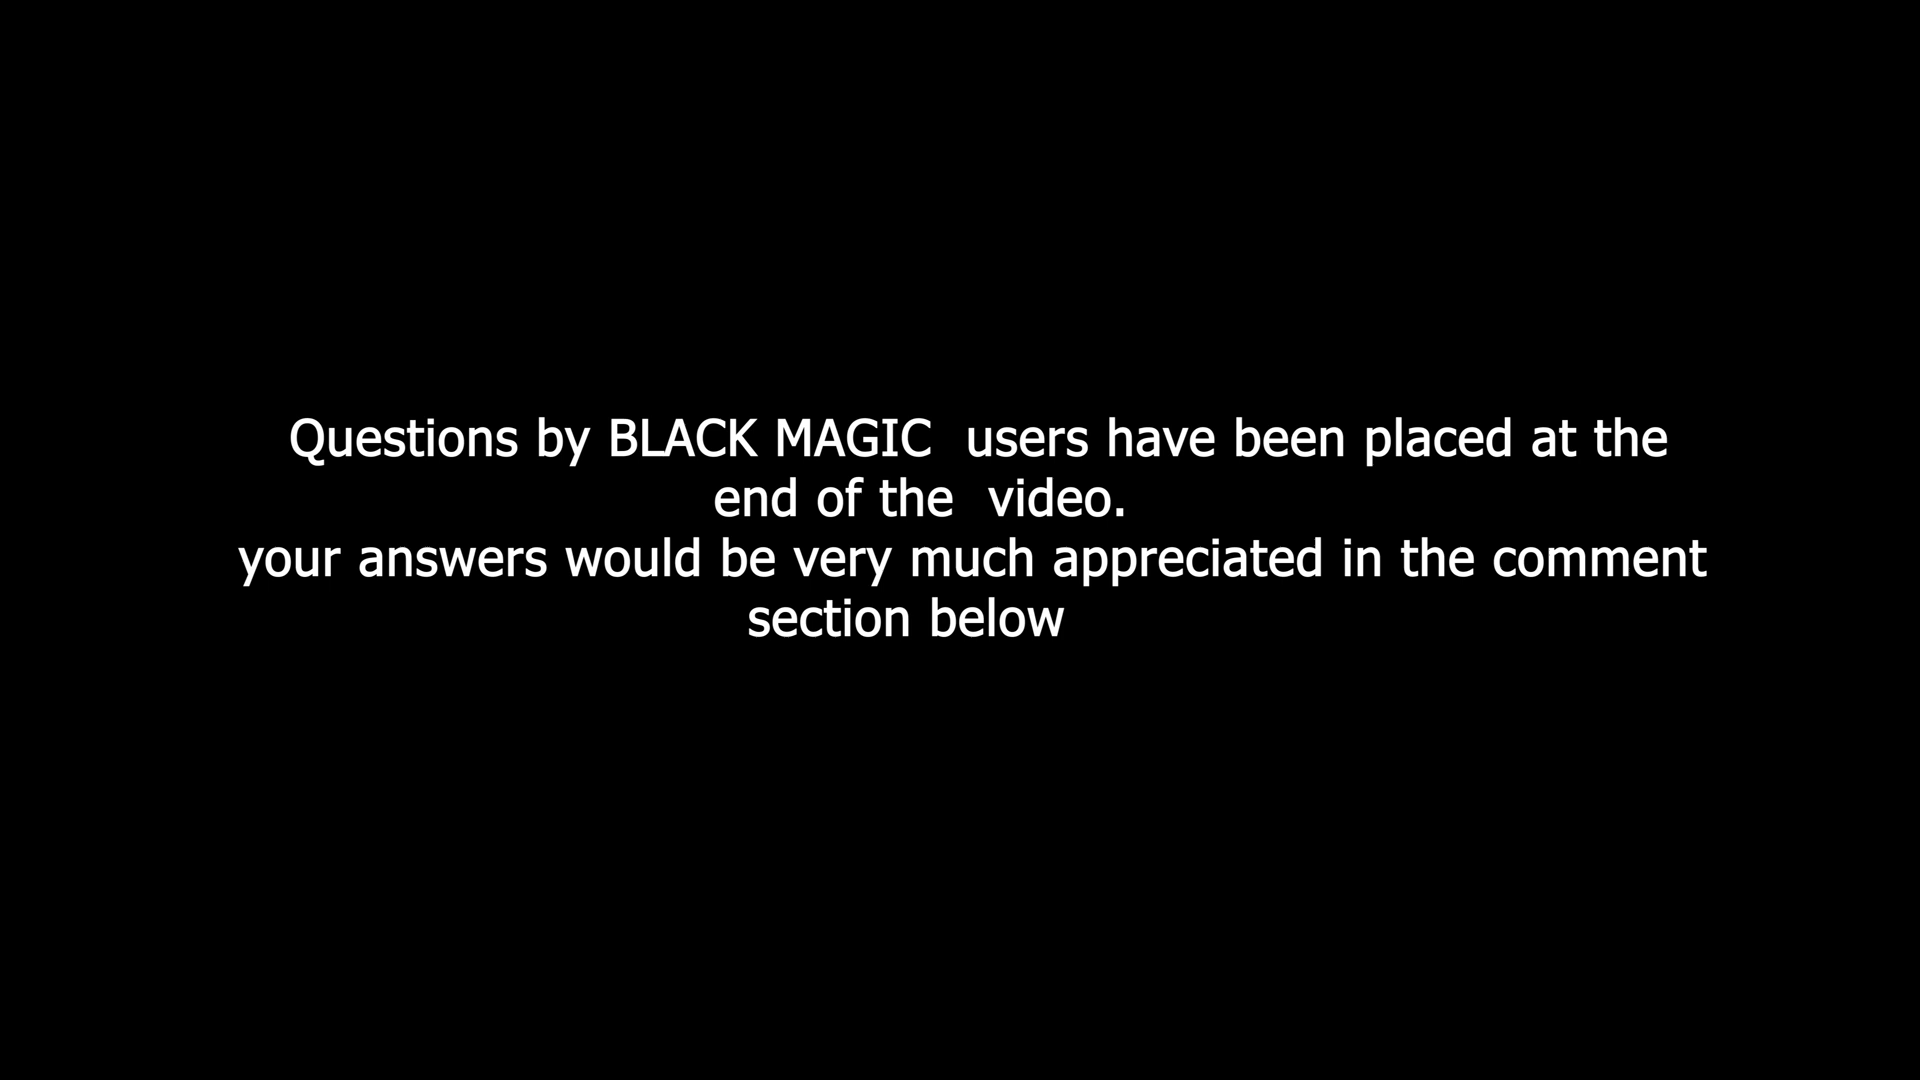 Questions by BLACK MAGIC  users have been placed at the
end of the  video.
your answers would be very much appreciated in the comment
section below